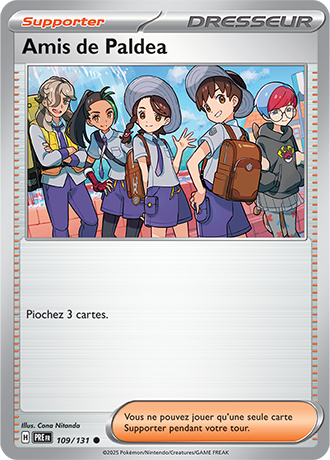 Supporter
DRESSEUR
Amis de Paldea
Piochez 3 cartes.
Illus. Cona Nitanda
H PRE FR 109/131
Vous ne pouvez jouer qu'une seule carte
Supporter pendant votre tour.
©2025 Pokémon/Nintendo/Creatures/GAME FREAK